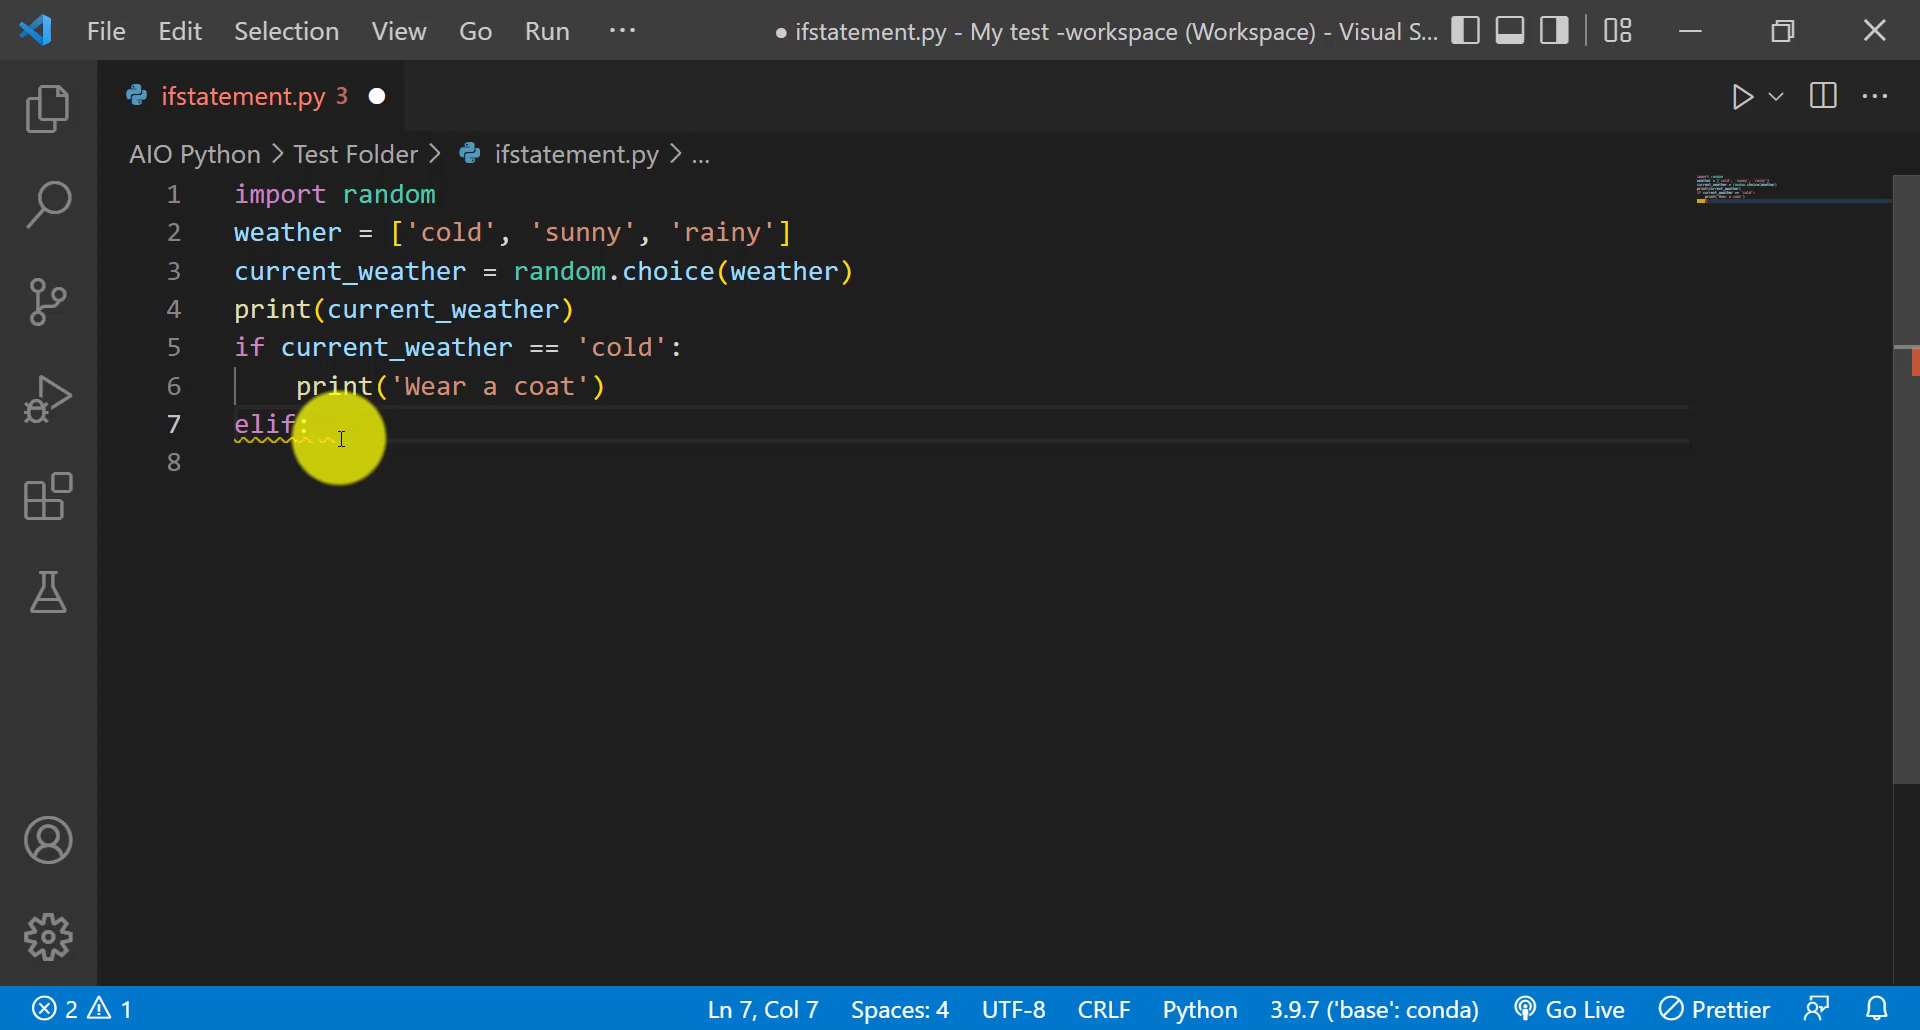 File Edit Selection View Go Run ··· ● ifstatement.py - My test -workspace (Workspace) - Visual S...
ifstatement.py 3 ●
AIO Python > Test Folder > ifstatement.py > ...
1 import random
2 weather = ['cold', 'sunny', 'rainy']
3 current_weather = random.choice(weather)
4 print(current_weather)
5 if current_weather == 'cold':
6     print('Wear a coat')
7 elif:
8
2 1 Ln 7, Col 7 Spaces: 4 UTF-8 CRLF Python 3.9.7 ('base': conda) Go Live Prettier